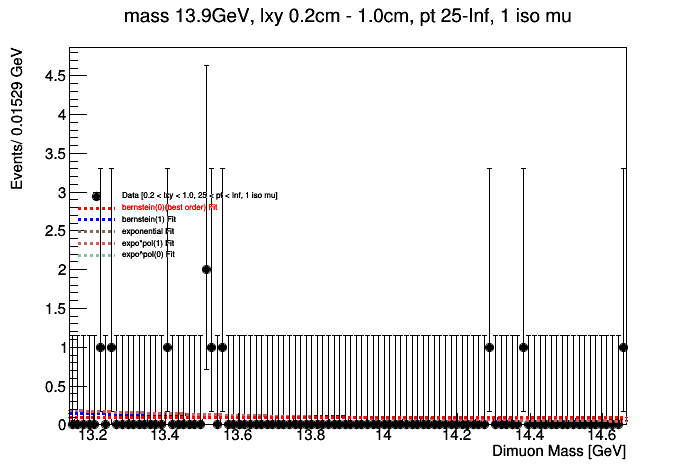 mass 13.9GeV, lxy 0.2cm - 1.0cm, pt 25-Inf, 1 iso mu
Events/ 0.01529 GeV
4.5
4
3.5
3
2.5
2
1.5
1
0.5
0
Data [0.2 < lxy < 1.0, 25 < pt < Inf, 1 iso mu]
bernstein(0)(best order) Fit
bernstein(1) Fit
exponential Fit
expo*pol(1) Fit
expo^pol(0) Fit
13.2 13.4 13.6 13.8 14 14.2 14.4 14.6
Dimuon Mass [GeV]